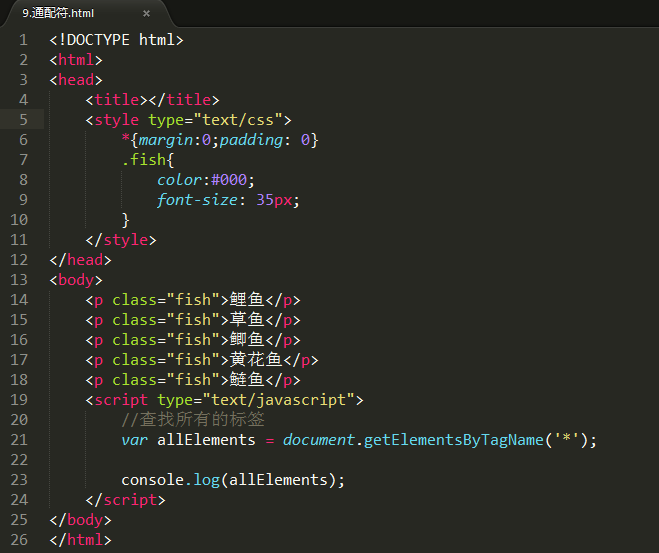 9.通配符.html ×
1 <!DOCTYPE html>
2 <html>
3 <head>
4     <title></title>
5     <style type="text/css">
6         *{margin:0;padding: 0}
7         .fish{
8             color:#000;
9             font-size: 35px;
10         }
11     </style>
12 </head>
13 <body>
14     <p class="fish">鲤鱼</p>
15     <p class="fish">草鱼</p>
16     <p class="fish">鲫鱼</p>
17     <p class="fish">黄花鱼</p>
18     <p class="fish">鲢鱼</p>
19     <script type="text/javascript">
20         //查找所有的标签
21         var allElements = document.getElementsByTagName('*');
22
23         console.log(allElements);
24     </script>
25 </body>
26 </html>